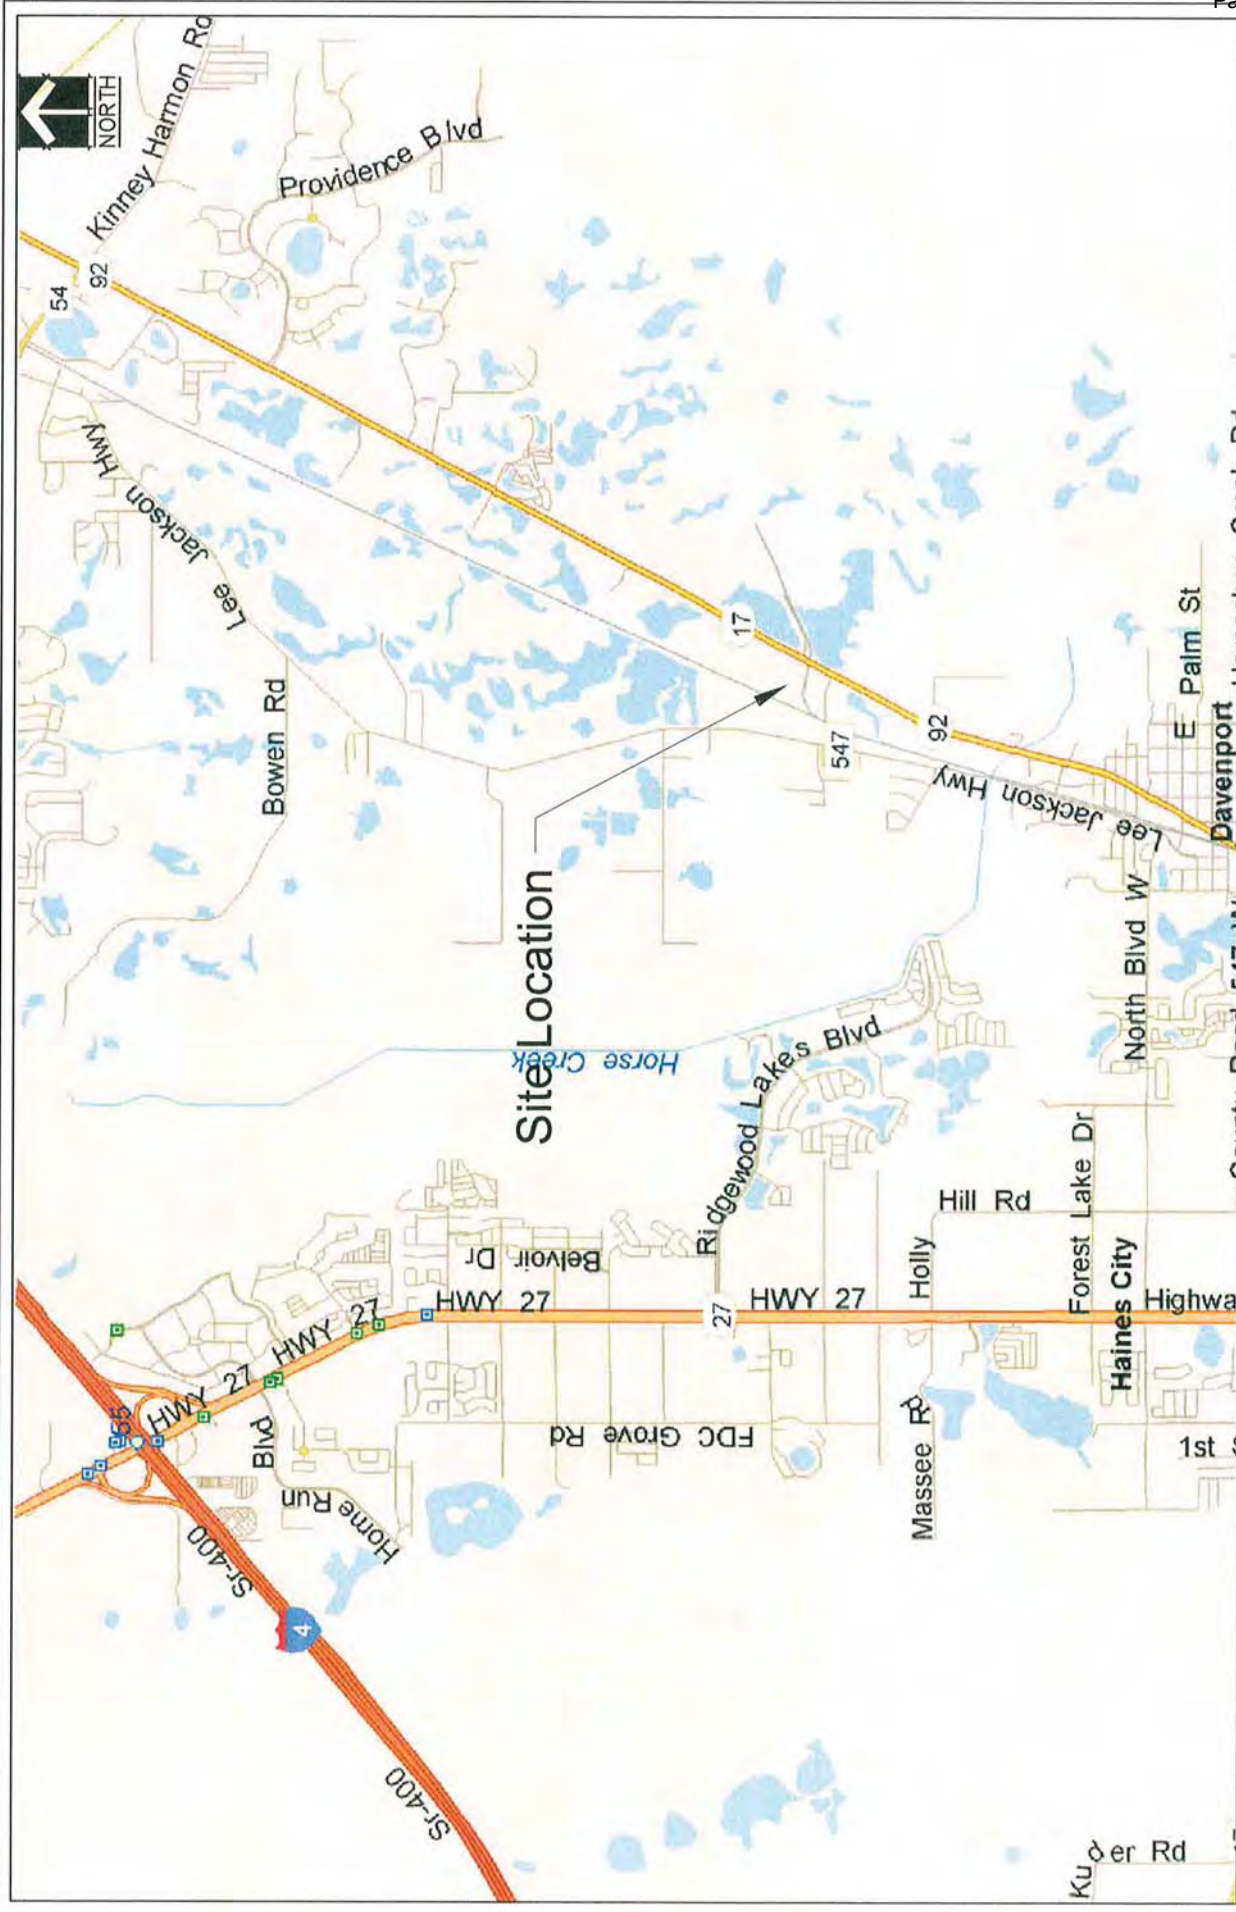 Pa
NORTH
Kinney Harmon Rd
54
92
Providence Blvd
Lee Jackson Hwy
Bowen Rd
17
547
92
Lee Jackson Hwy
E Palm St
Davenport
Site Location
Horse Creek
Ridgewood Lakes Blvd
North Blvd W
Forest Lake Dr
Hill Rd
Holly
Haines City
Belvoir Dr
HWY 27
HWY 27
HWY 27
HWY 27
27
Highwa
55
Blvd
Home Run
FDC Grove Rd
Massee Rd
1st S
Sr-400
4
Sr-400
er Rd